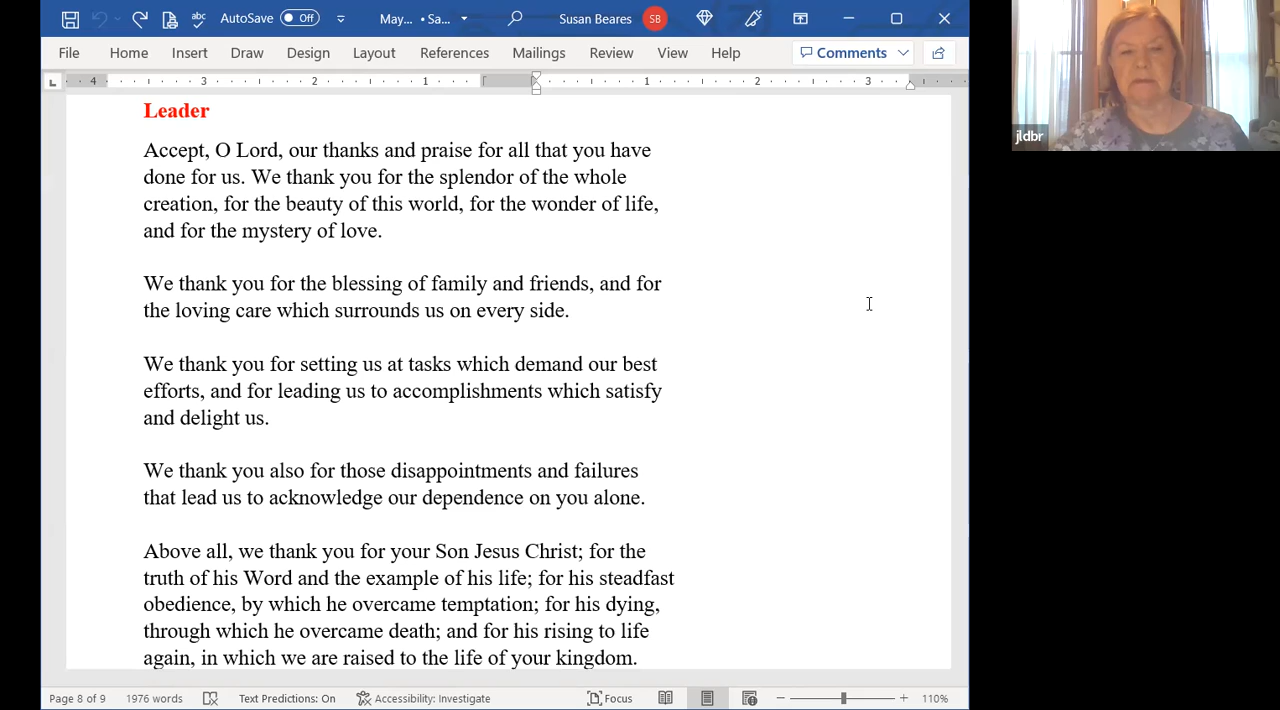 AutoSave Off May... • Sa... Susan Beares SB
File Home Insert Draw Design Layout References Mailings Review View Help Comments
4 3 2 1 1 2 3
Leader
Accept, O Lord, our thanks and praise for all that you have
done for us. We thank you for the splendor of the whole
creation, for the beauty of this world, for the wonder of life,
and for the mystery of love.
We thank you for the blessing of family and friends, and for
the loving care which surrounds us on every side.
We thank you for setting us at tasks which demand our best
efforts, and for leading us to accomplishments which satisfy
and delight us.
We thank you also for those disappointments and failures
that lead us to acknowledge our dependence on you alone.
Above all, we thank you for your Son Jesus Christ; for the
truth of his Word and the example of his life; for his steadfast
obedience, by which he overcame temptation; for his dying,
through which he overcame death; and for his rising to life
again, in which we are raised to the life of your kingdom.
Page 8 of 9 1976 words Text Predictions: On Accessibility: Investigate Focus 110%
jldbr